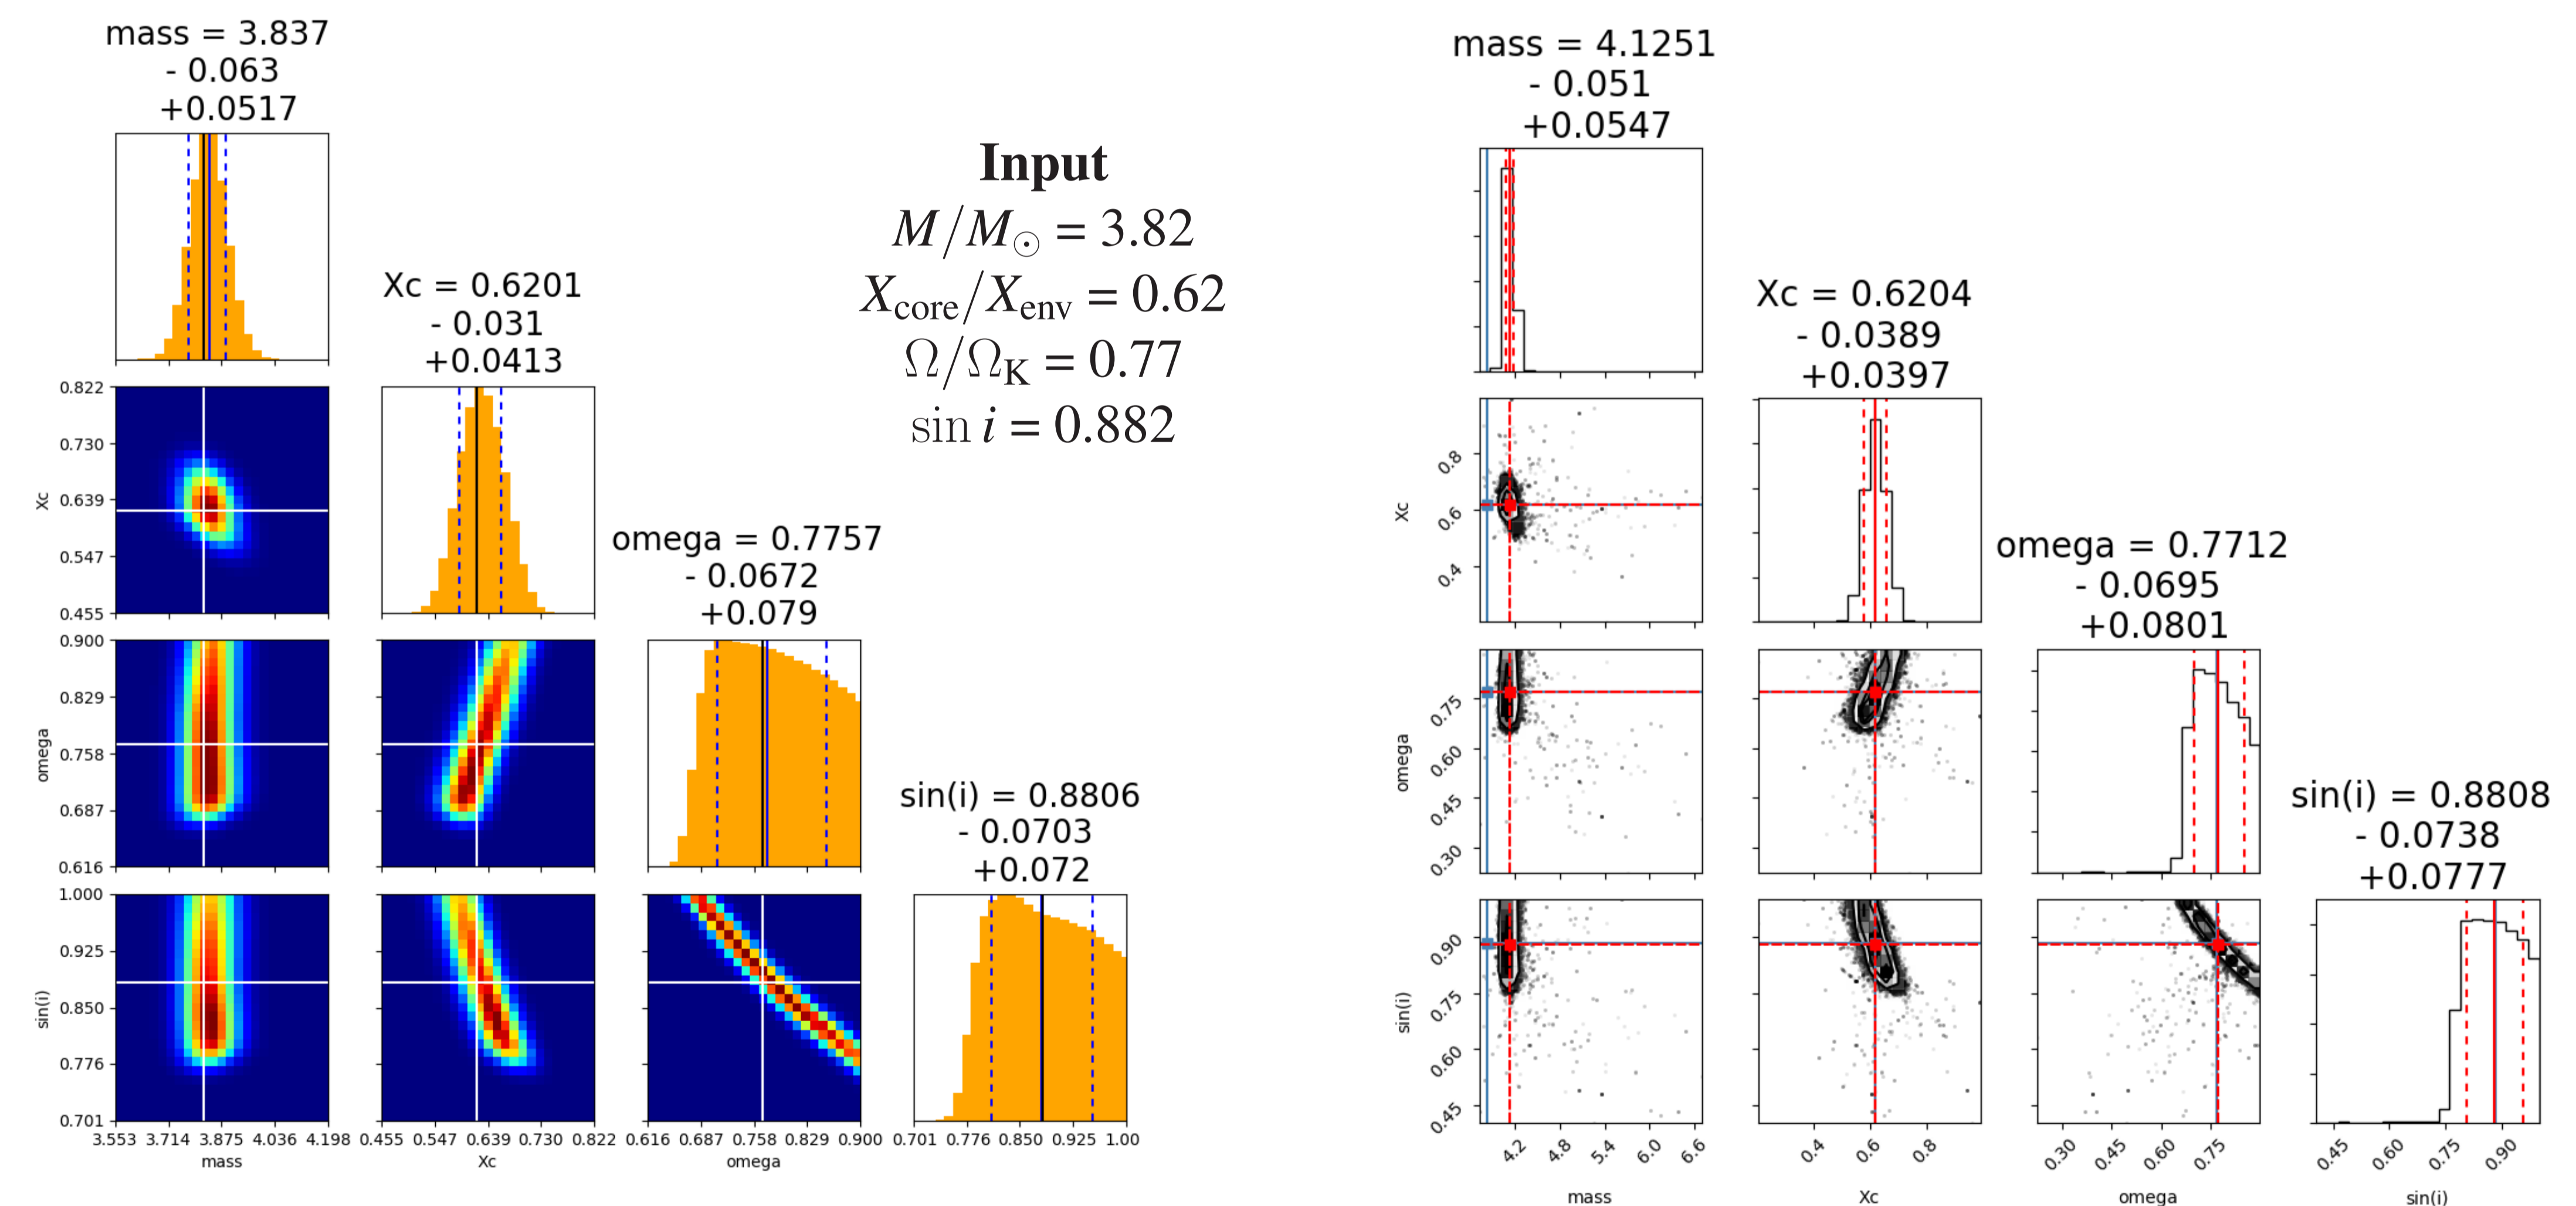 mass = 3.837
- 0.063
+0.0517
Xc = 0.6201
- 0.031
+0.0413
omega = 0.7757
- 0.0672
+0.079
sin(i) = 0.8806
- 0.0703
+0.072
0.822
0.730
0.639
0.547
0.455
Xc
0.900
0.829
0.758
0.687
0.616
omega
1.000
0.925
0.850
0.776
0.701
sin(i)
3.553 3.714 3.875 4.036 4.198
mass
0.455 0.547 0.639 0.730 0.822
Xc
0.616 0.687 0.758 0.829 0.900
omega
0.701 0.776 0.850 0.925 1.00
Input
M/M☉ = 3.82
Xcore/Xenv = 0.62
Ω/ΩK = 0.77
sin i = 0.882
mass = 4.1251
- 0.051
+0.0547
Xc = 0.6204
- 0.0389
+0.0397
omega = 0.7712
- 0.0695
+0.0801
sin(i) = 0.8808
- 0.0738
+0.0777
0.8
0.6
0.4
Xc
0.75
0.60
0.45
0.30
omega
0.90
0.75
0.60
0.45
sin(i)
4.2 4.8 5.4 6.0 6.6
mass
0.4 0.6 0.8
Xc
0.30 0.45 0.60 0.75
omega
0.45 0.60 0.75 0.90
sin(i)